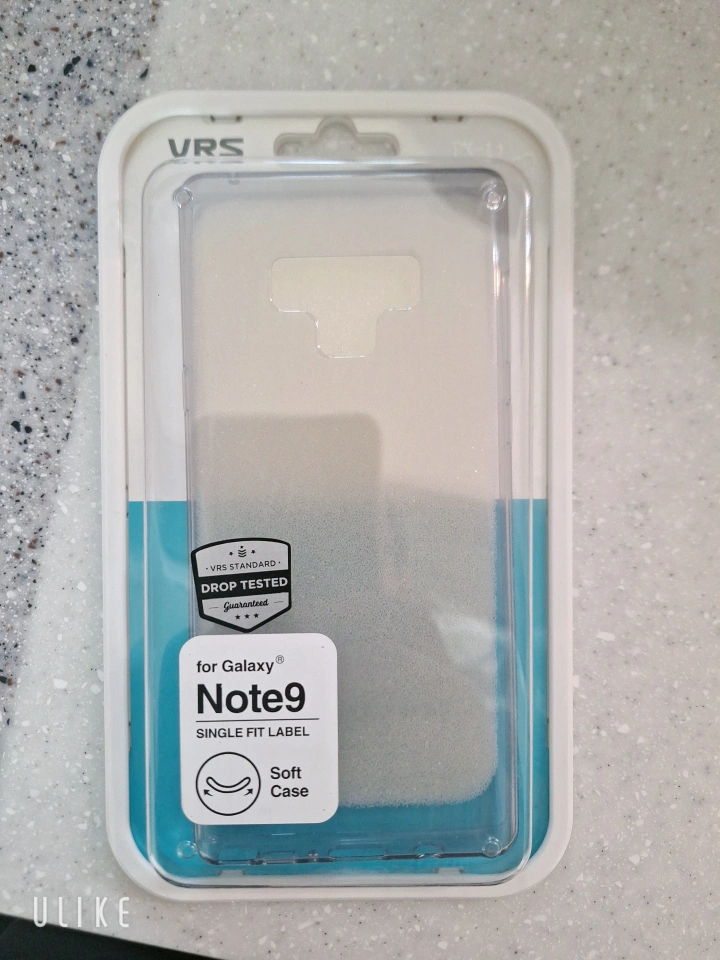 VRS
· VRS STANDARD ·
DROP TESTED
Guaranteed
for Galaxy®
Note9
SINGLE FIT LABEL
Soft
Case
ULIKE